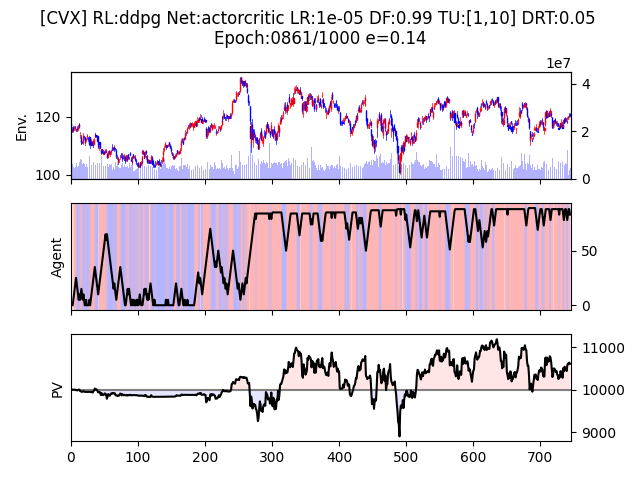 [CVX] RL:ddpg Net:actorcritic LR:1e-05 DF:0.99 TU:[1,10] DRT:0.05
Epoch:0861/1000 e=0.14
1e7
Env.
120
100
4
2
0
Agent
50
0
PV
11000
10000
9000
0 100 200 300 400 500 600 700